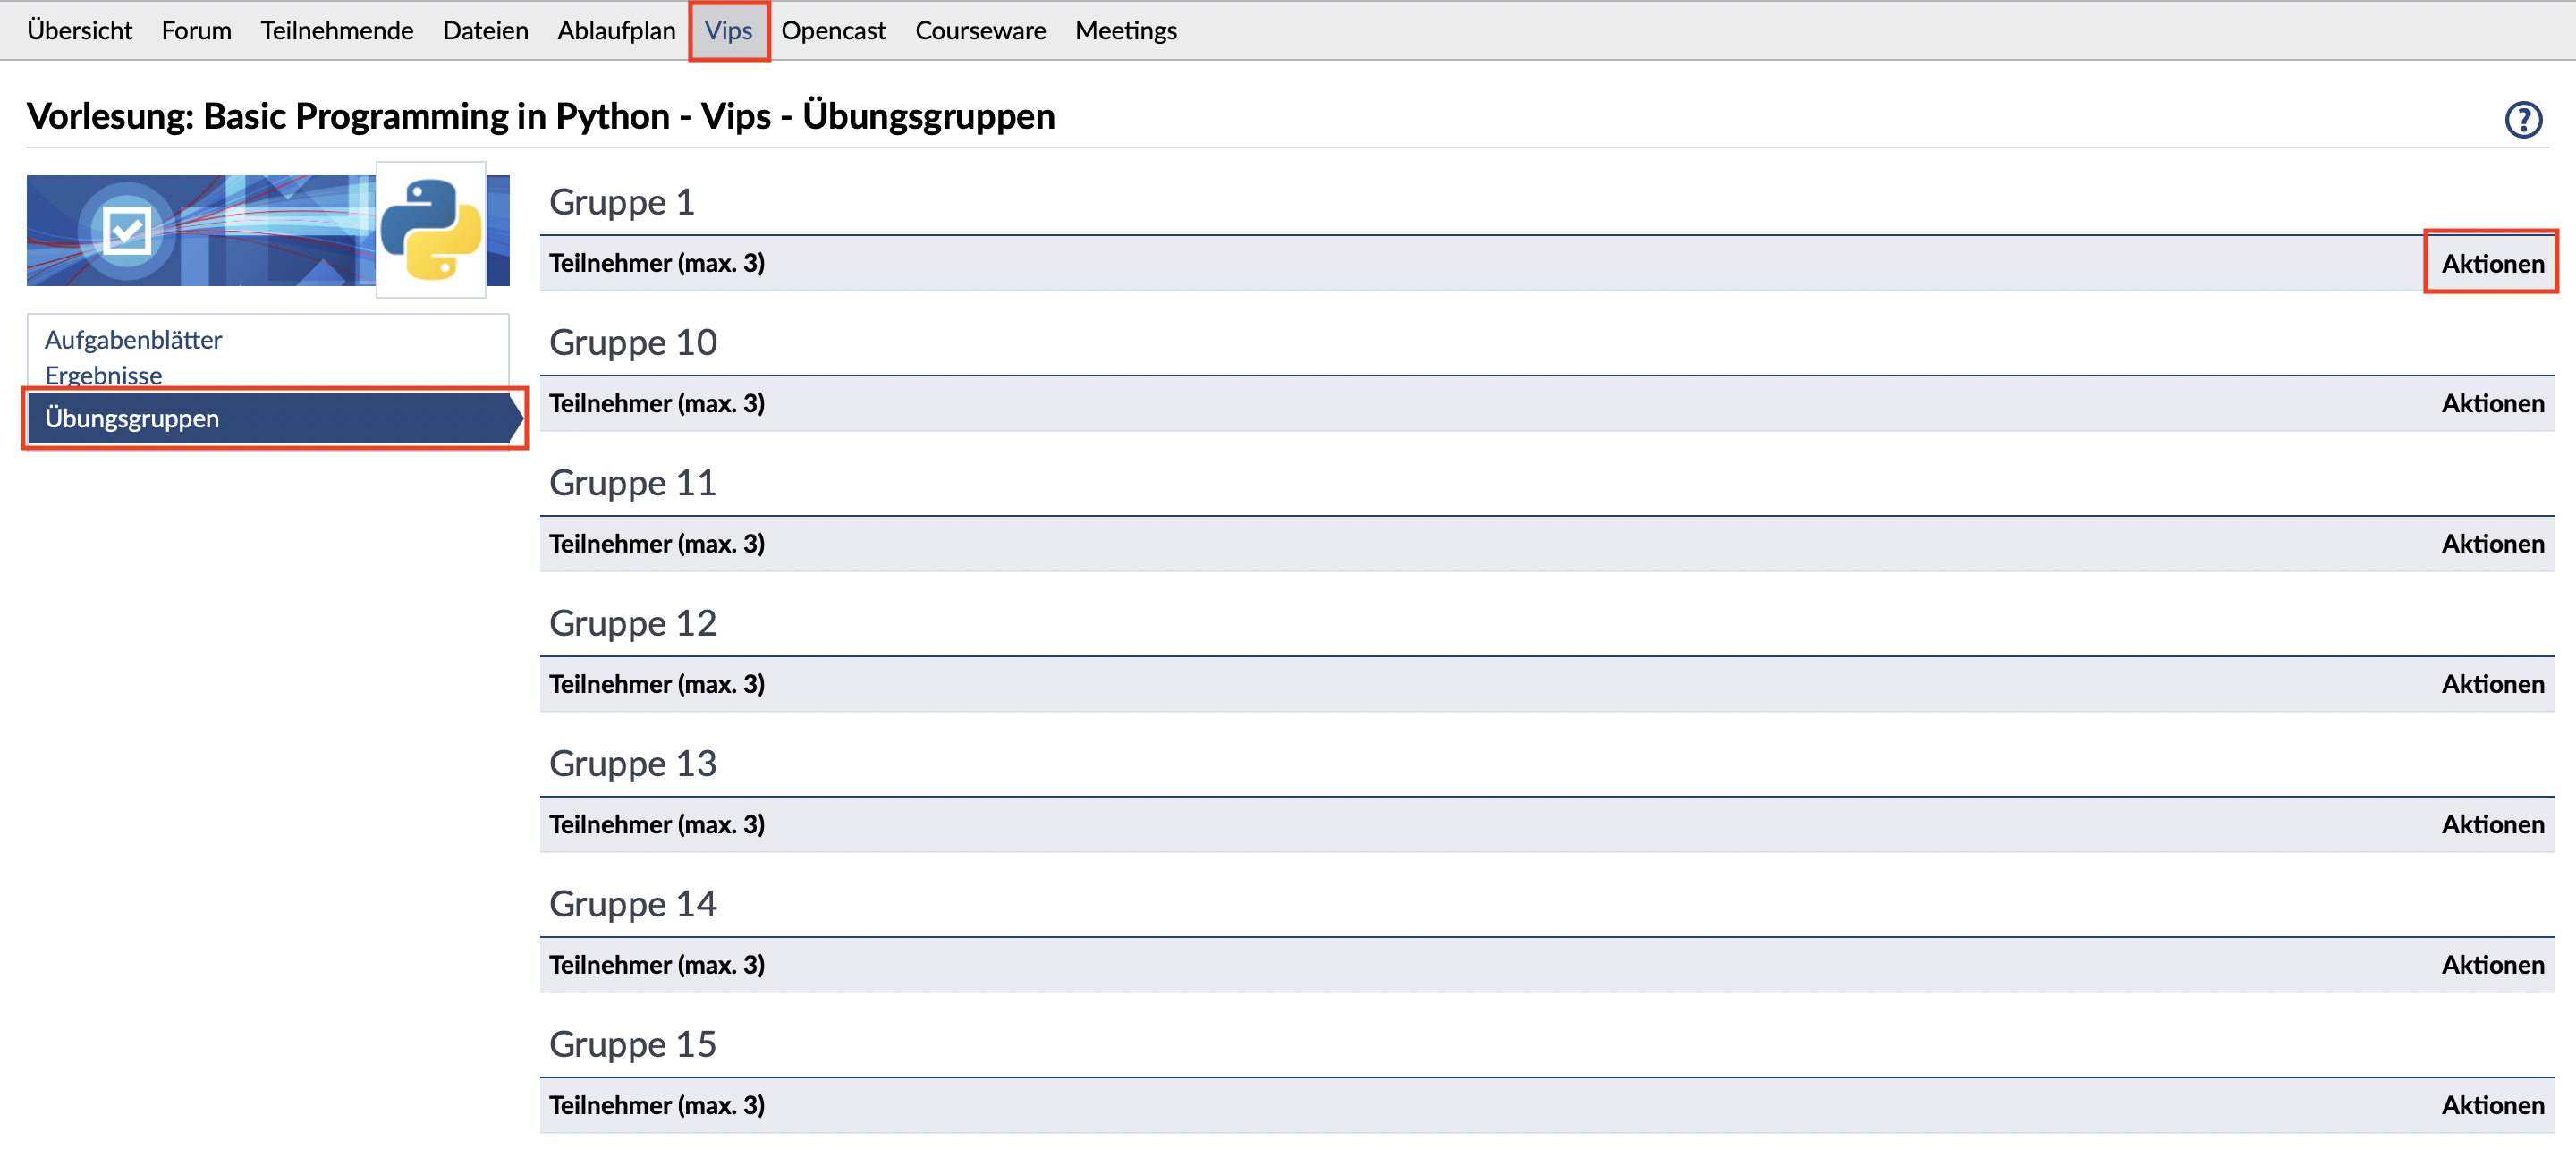 Übersicht Forum Teilnehmende Dateien Ablaufplan Vips Opencast Courseware Meetings
Vorlesung: Basic Programming in Python - Vips - Übungsgruppen
?
Aufgabenblätter
Ergebnisse
Übungsgruppen
Gruppe 1
Teilnehmer (max. 3) Aktionen
Gruppe 10
Teilnehmer (max. 3) Aktionen
Gruppe 11
Teilnehmer (max. 3) Aktionen
Gruppe 12
Teilnehmer (max. 3) Aktionen
Gruppe 13
Teilnehmer (max. 3) Aktionen
Gruppe 14
Teilnehmer (max. 3) Aktionen
Gruppe 15
Teilnehmer (max. 3) Aktionen